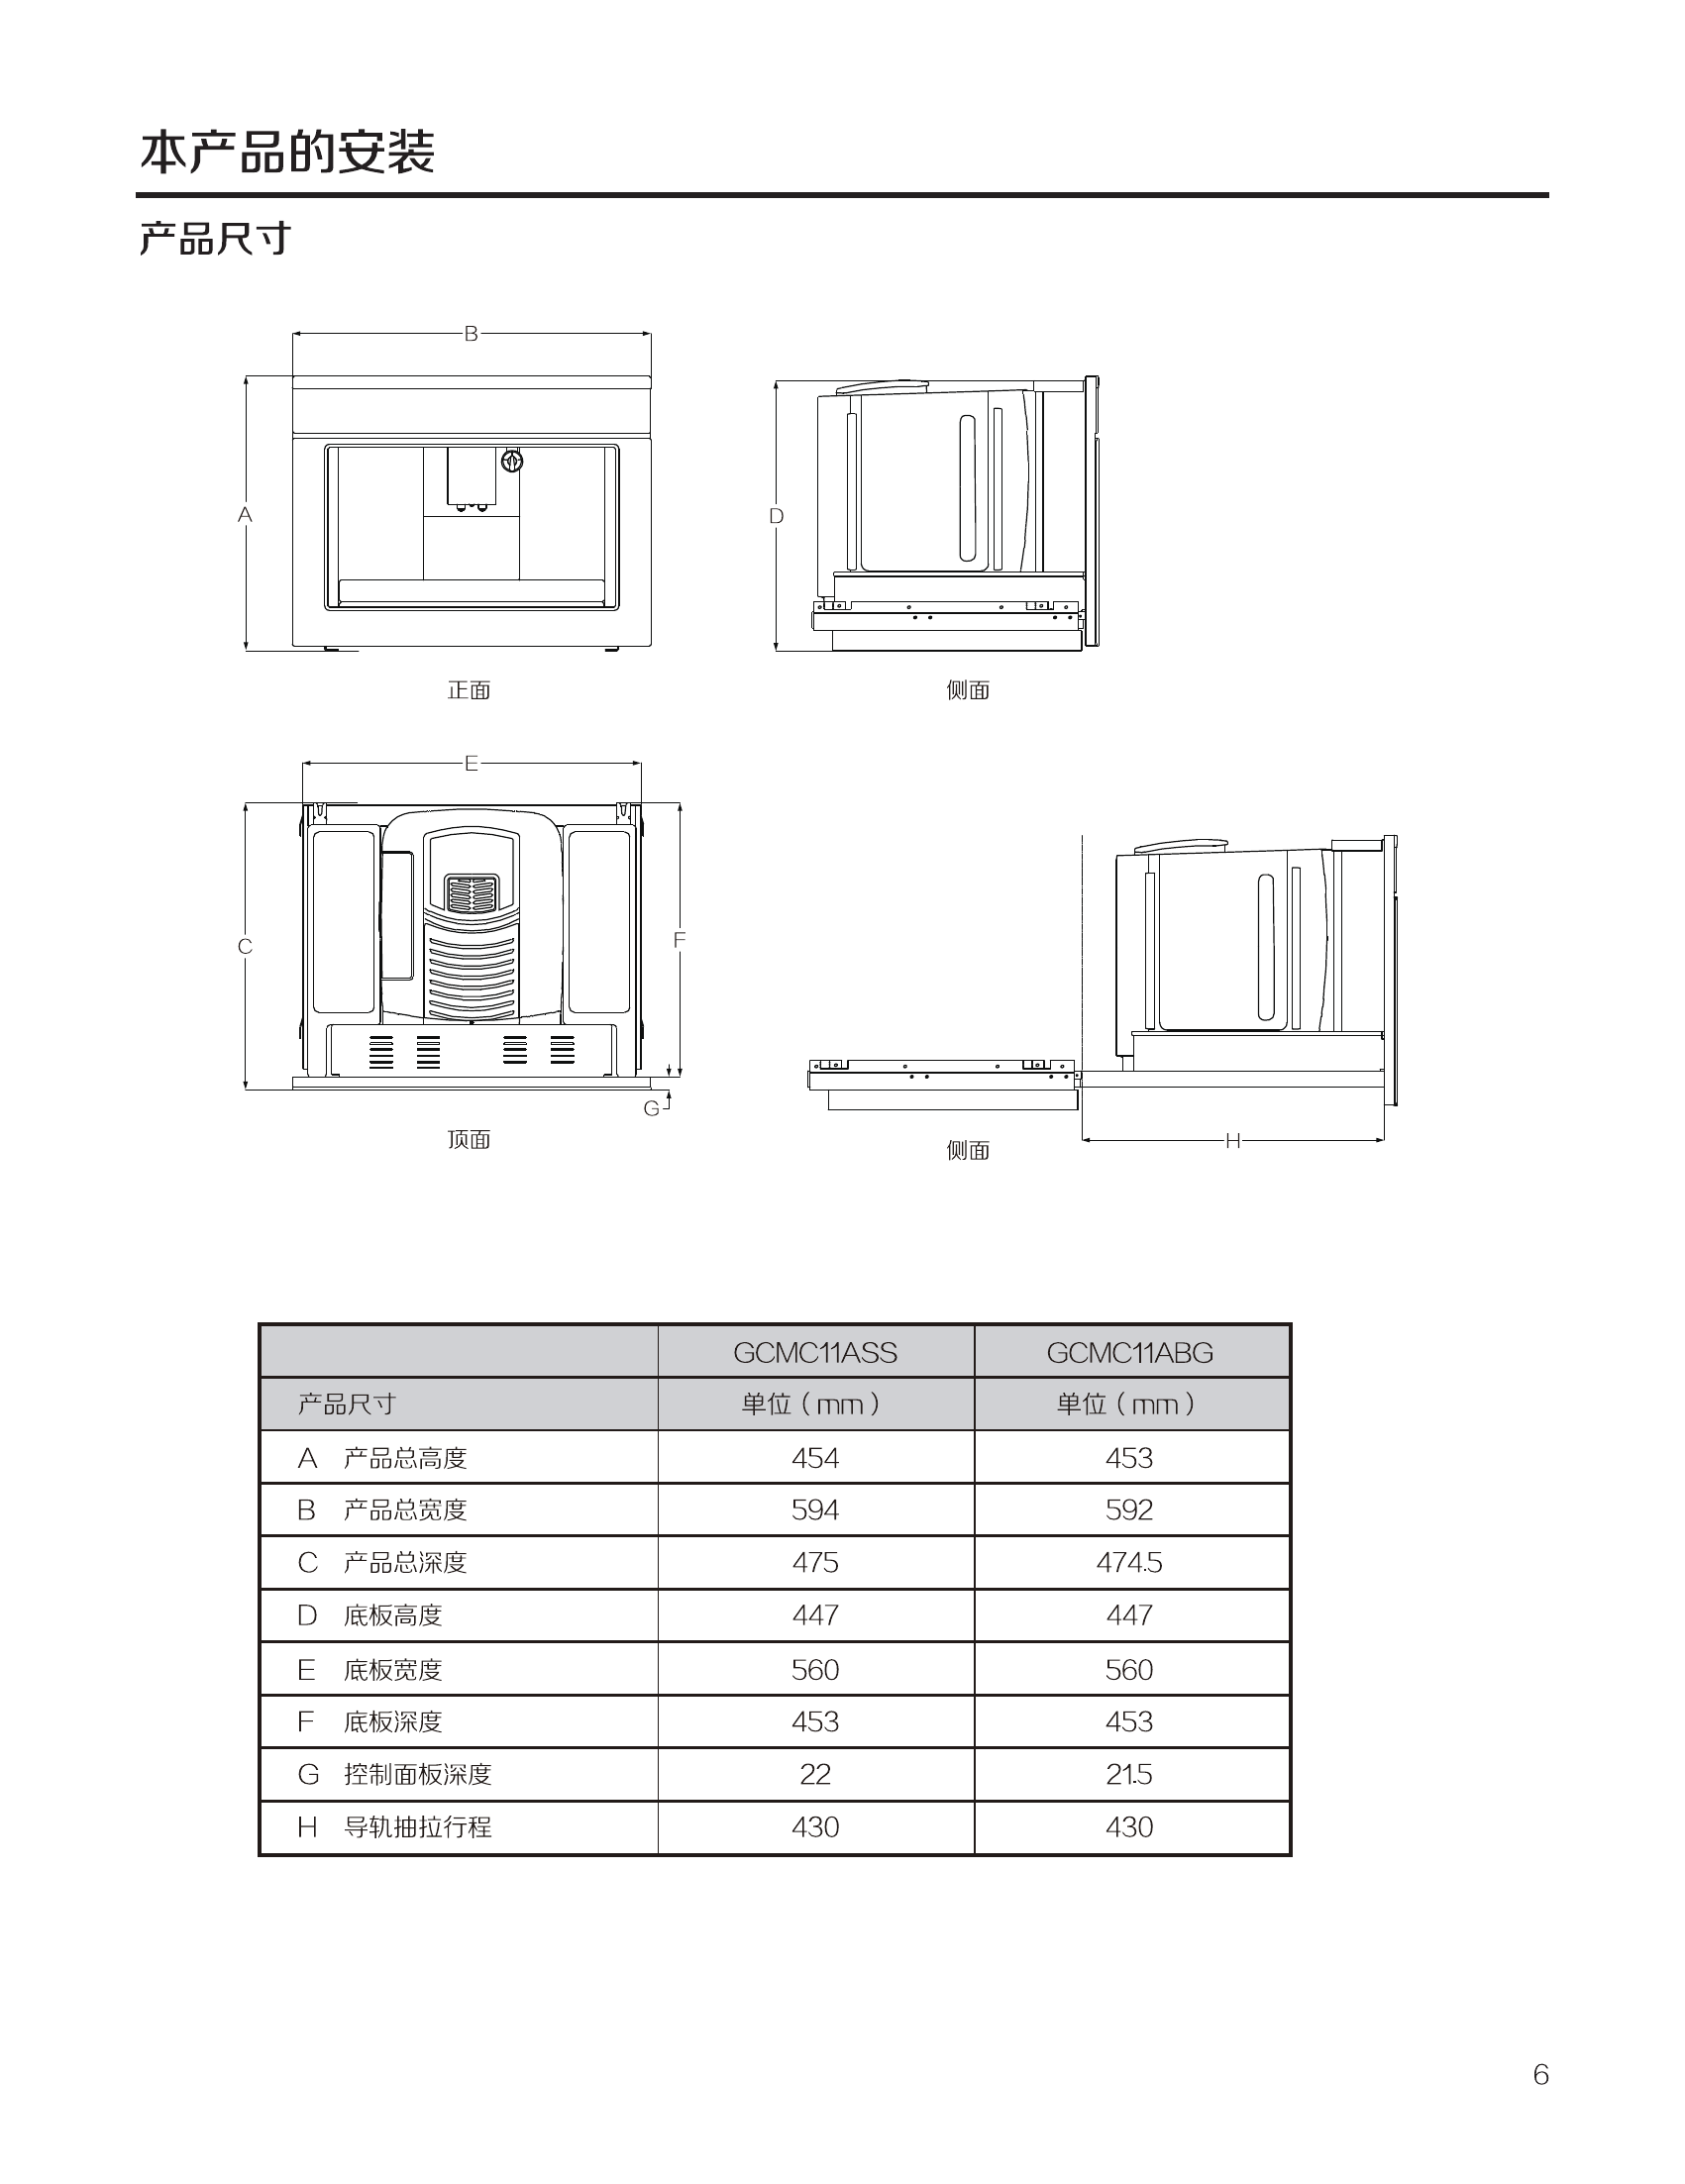 本产品的安装
产品尺寸
B
A
D
正面
侧面
E
C
F
G
H
顶面
侧面
GCMC11ASS GCMC11ABG
产品尺寸 单位（mm） 单位（mm）
A 产品总高度 454 453
B 产品总宽度 594 592
C 产品总深度 475 474.5
D 底板高度 447 447
E 底板宽度 560 560
F 底板深度 453 453
G 控制面板深度 22 21.5
H 导轨抽拉行程 430 430
6